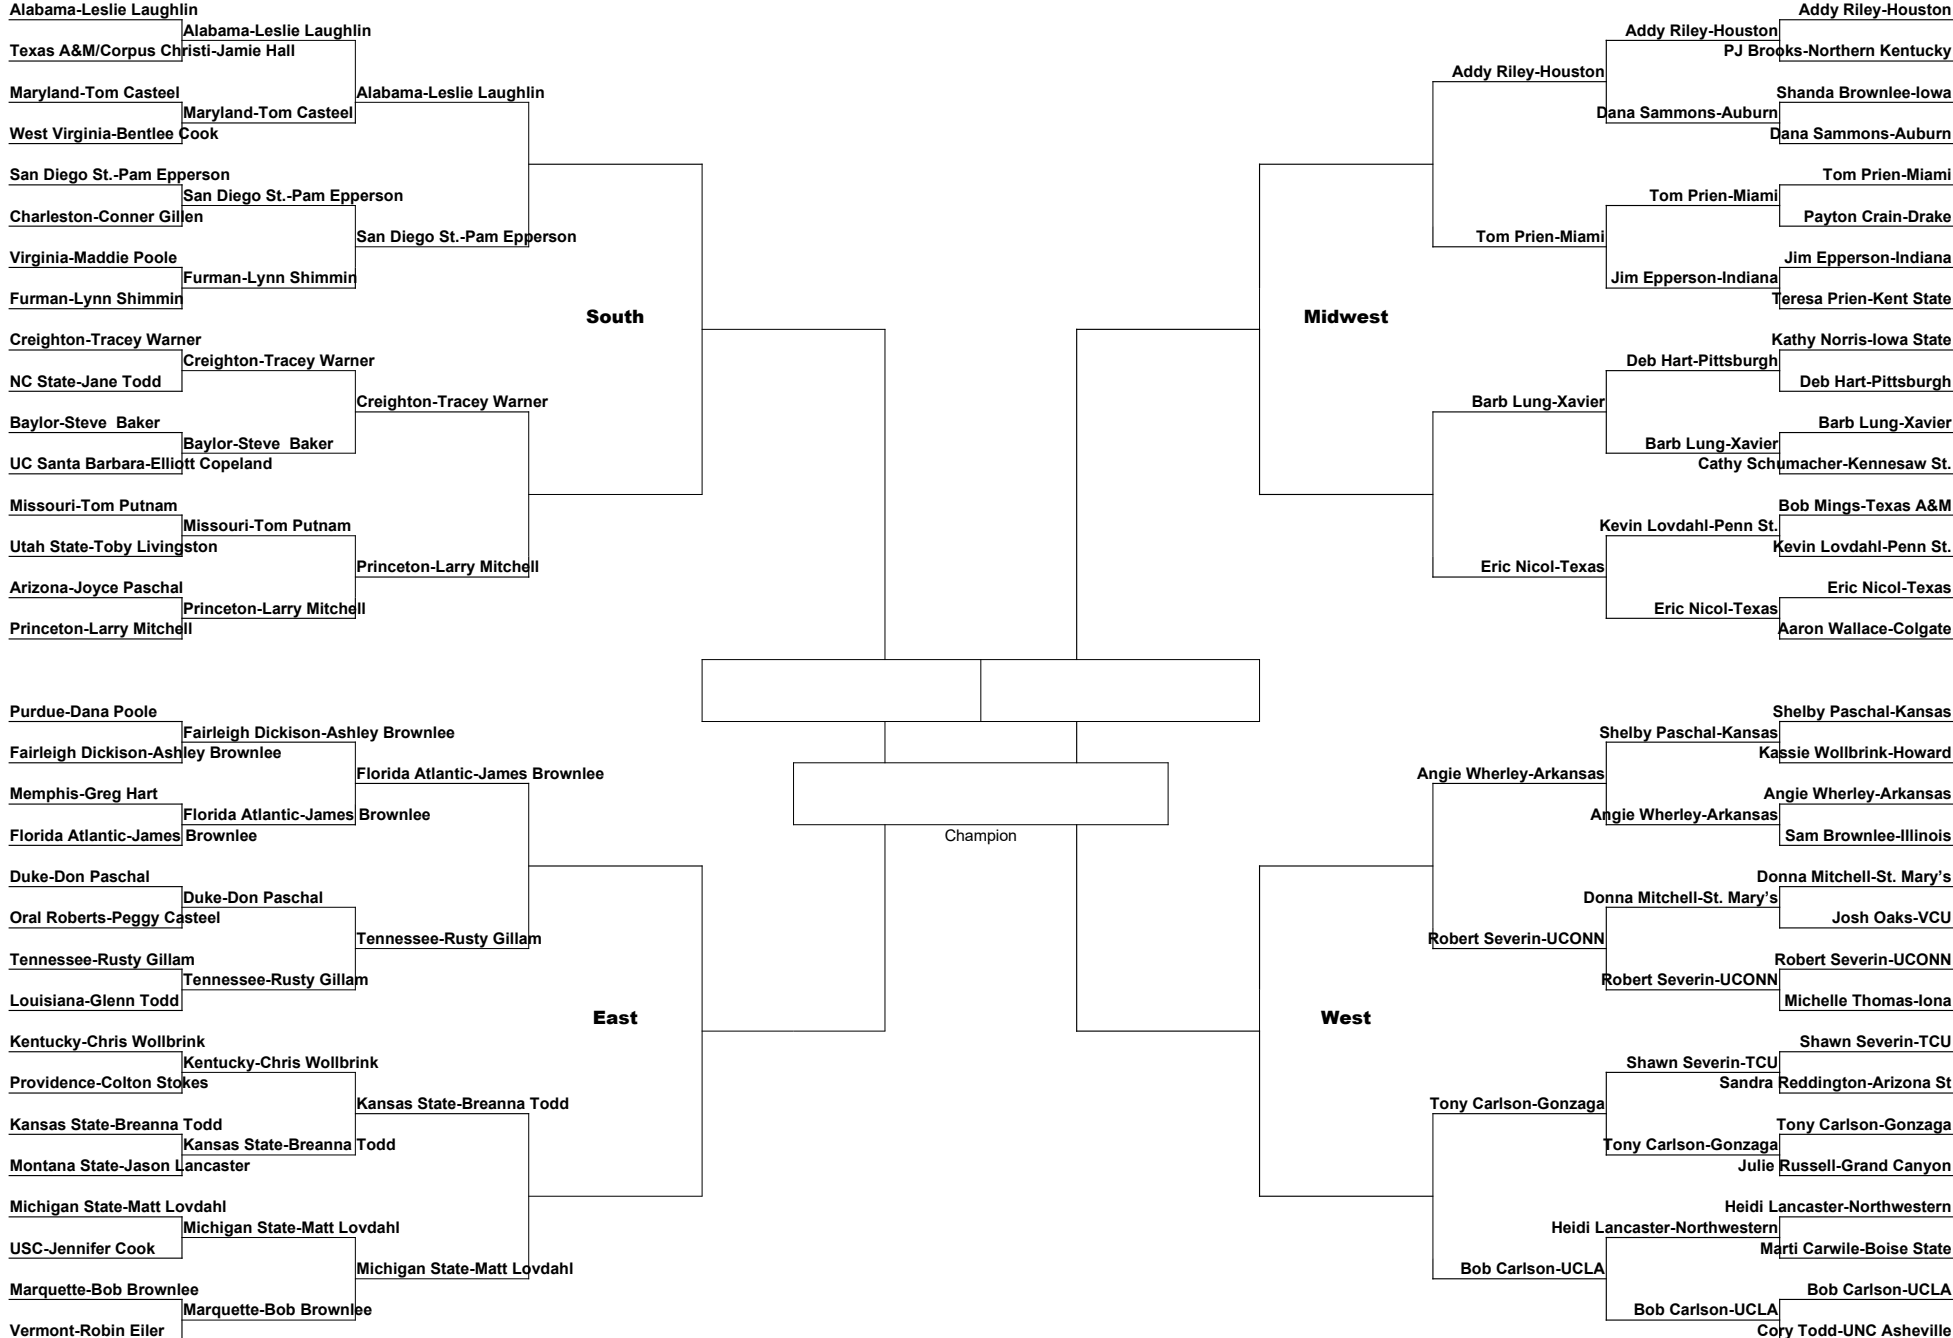 Alabama-Leslie Laughlin
Alabama-Leslie Laughlin
Texas A&M/Corpus Christi-Jamie Hall
Maryland-Tom Casteel
Alabama-Leslie Laughlin
Maryland-Tom Casteel
West Virginia-Bentlee Cook
San Diego St.-Pam Epperson
San Diego St.-Pam Epperson
Charleston-Conner Gillen
San Diego St.-Pam Epperson
Virginia-Maddie Poole
Furman-Lynn Shimmin
Furman-Lynn Shimmin
South
Creighton-Tracey Warner
Creighton-Tracey Warner
NC State-Jane Todd
Creighton-Tracey Warner
Baylor-Steve  Baker
Baylor-Steve  Baker
UC Santa Barbara-Elliott Copeland
Missouri-Tom Putnam
Missouri-Tom Putnam
Utah State-Toby Livingston
Princeton-Larry Mitchell
Arizona-Joyce Paschal
Princeton-Larry Mitchell
Princeton-Larry Mitchell
Purdue-Dana Poole
Fairleigh Dickison-Ashley Brownlee
Fairleigh Dickison-Ashley Brownlee
Florida Atlantic-James Brownlee
Memphis-Greg Hart
Florida Atlantic-James Brownlee
Florida Atlantic-James Brownlee
Duke-Don Paschal
Duke-Don Paschal
Oral Roberts-Peggy Casteel
Tennessee-Rusty Gillam
Tennessee-Rusty Gillam
Tennessee-Rusty Gillam
Louisiana-Glenn Todd
East
Kentucky-Chris Wollbrink
Kentucky-Chris Wollbrink
Providence-Colton Stokes
Kansas State-Breanna Todd
Kansas State-Breanna Todd
Kansas State-Breanna Todd
Montana State-Jason Lancaster
Michigan State-Matt Lovdahl
Michigan State-Matt Lovdahl
USC-Jennifer Cook
Michigan State-Matt Lovdahl
Marquette-Bob Brownlee
Marquette-Bob Brownlee
Vermont-Robin Eiler
Champion
Addy Riley-Houston
Addy Riley-Houston
PJ Brooks-Northern Kentucky
Addy Riley-Houston
Shanda Brownlee-Iowa
Dana Sammons-Auburn
Dana Sammons-Auburn
Tom Prien-Miami
Tom Prien-Miami
Payton Crain-Drake
Tom Prien-Miami
Jim Epperson-Indiana
Jim Epperson-Indiana
Teresa Prien-Kent State
Midwest
Kathy Norris-Iowa State
Deb Hart-Pittsburgh
Deb Hart-Pittsburgh
Barb Lung-Xavier
Barb Lung-Xavier
Barb Lung-Xavier
Cathy Schumacher-Kennesaw St.
Bob Mings-Texas A&M
Kevin Lovdahl-Penn St.
Kevin Lovdahl-Penn St.
Eric Nicol-Texas
Eric Nicol-Texas
Eric Nicol-Texas
Aaron Wallace-Colgate
Shelby Paschal-Kansas
Shelby Paschal-Kansas
Kassie Wollbrink-Howard
Angie Wherley-Arkansas
Angie Wherley-Arkansas
Angie Wherley-Arkansas
Sam Brownlee-Illinois
Donna Mitchell-St. Mary’s
Donna Mitchell-St. Mary’s
Josh Oaks-VCU
Robert Severin-UCONN
Robert Severin-UCONN
Robert Severin-UCONN
Michelle Thomas-Iona
West
Shawn Severin-TCU
Shawn Severin-TCU
Sandra Reddington-Arizona St
Tony Carlson-Gonzaga
Tony Carlson-Gonzaga
Tony Carlson-Gonzaga
Julie Russell-Grand Canyon
Heidi Lancaster-Northwestern
Heidi Lancaster-Northwestern
Marti Carwile-Boise State
Bob Carlson-UCLA
Bob Carlson-UCLA
Bob Carlson-UCLA
Cory Todd-UNC Asheville